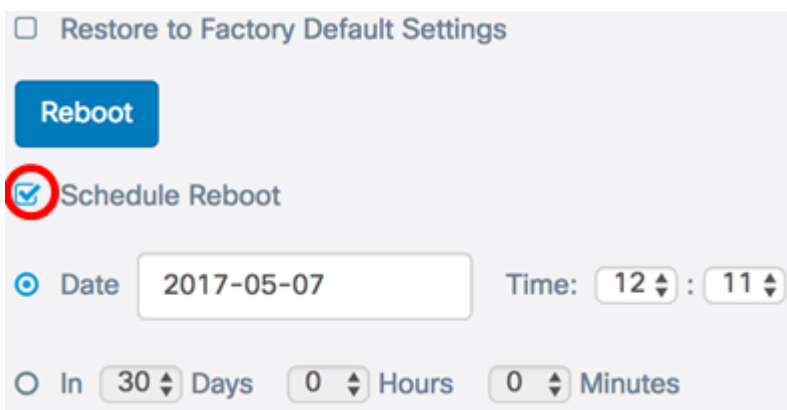 Restore to Factory Default Settings
Reboot
Schedule Reboot
Date 2017-05-07 Time: 12 : 11
In 30 Days 0 Hours 0 Minutes